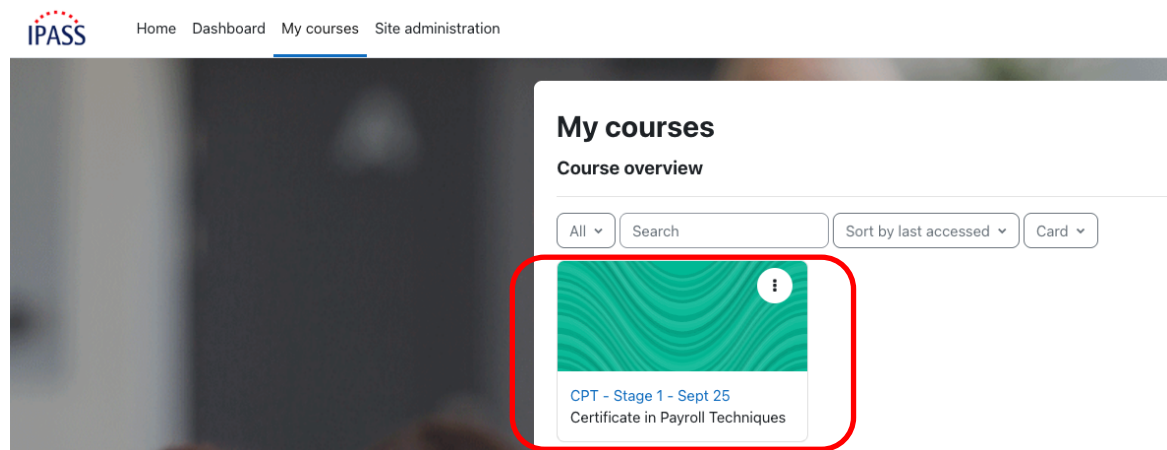 IPASS
Home Dashboard My courses Site administration
My courses
Course overview
All Search Sort by last accessed Card
CPT - Stage 1 - Sept 25
Certificate in Payroll Techniques